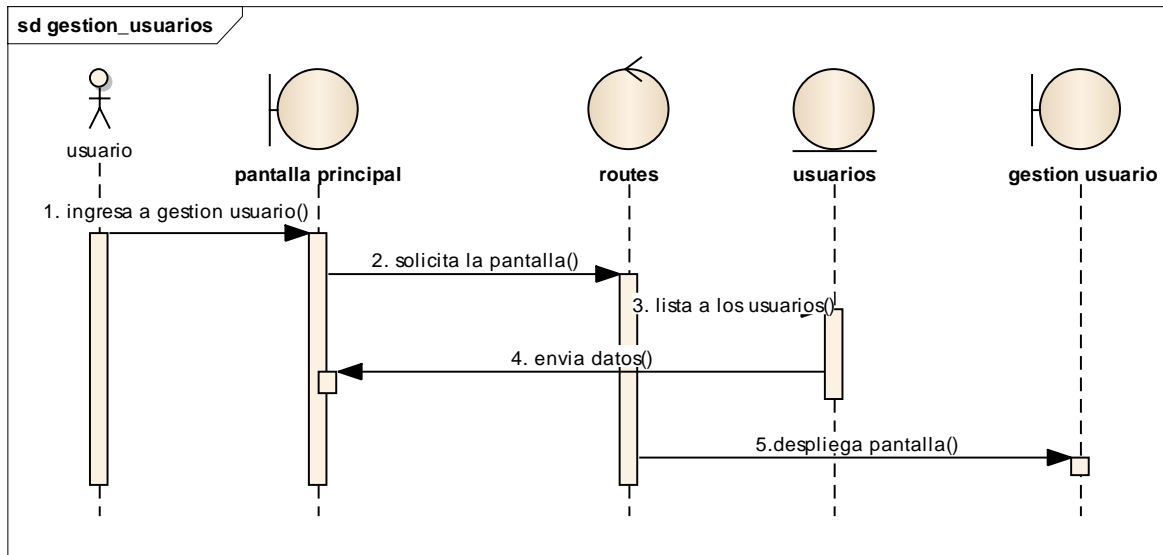 sd gestion_usuarios
usuario
pantalla principal
routes
usuarios
gestion usuario
1. ingresa a gestion usuario()
2. solicita la pantalla()
3. lista a los usuarios()
4. envia datos()
5.despliega pantalla()